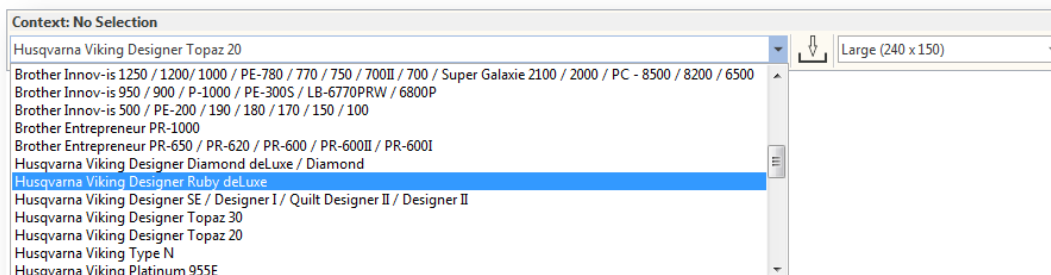 Context: No Selection
Husqvarna Viking Designer Topaz 20
Large (240 x 150)
Brother Innov-is 1250 / 1200/ 1000 / PE-780 / 770 / 750 / 700II / 700 / Super Galaxie 2100 / 2000 / PC - 8500 / 8200 / 6500
Brother Innov-is 950 / 900 / P-1000 / PE-300S / LB-6770PRW / 6800P
Brother Innov-is 500 / PE-200 / 190 / 180 / 170 / 150 / 100
Brother Entrepreneur PR-1000
Brother Entrepreneur PR-650 / PR-620 / PR-600 / PR-600II / PR-600I
Husqvarna Viking Designer Diamond deLuxe / Diamond
Husqvarna Viking Designer Ruby deLuxe
Husqvarna Viking Designer SE / Designer I / Quilt Designer II / Designer II
Husqvarna Viking Designer Topaz 30
Husqvarna Viking Designer Topaz 20
Husqvarna Viking Type N
Husqvarna Viking Platinum 955E